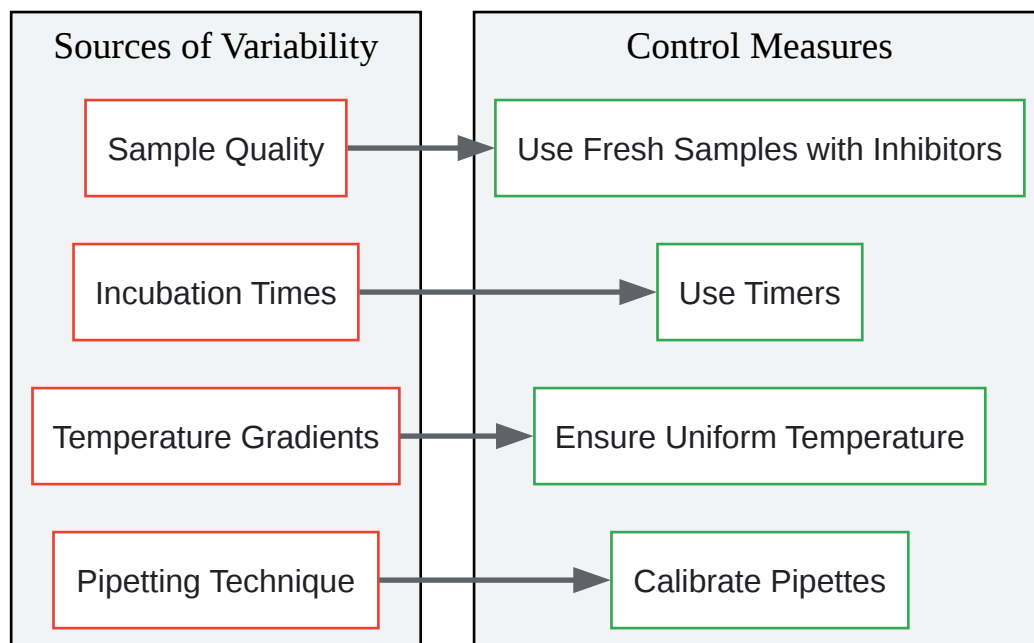 Sources of Variability
Control Measures
Sample Quality
Use Fresh Samples with Inhibitors
Incubation Times
Use Timers
Temperature Gradients
Ensure Uniform Temperature
Pipetting Technique
Calibrate Pipettes